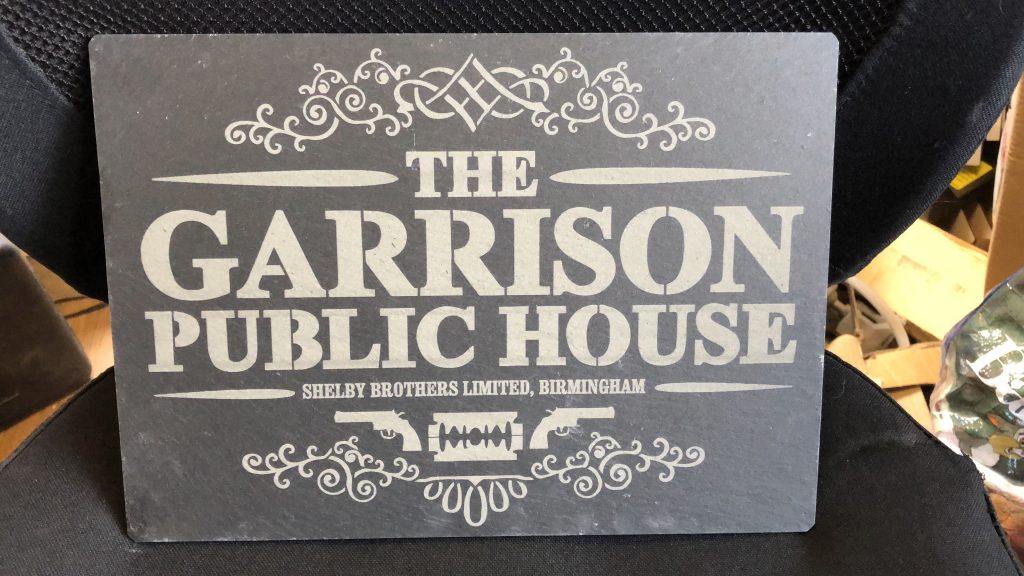 THE
GARRISON
PUBLIC HOUSE
SHELBY BROTHERS LIMITED, BIRMINGHAM